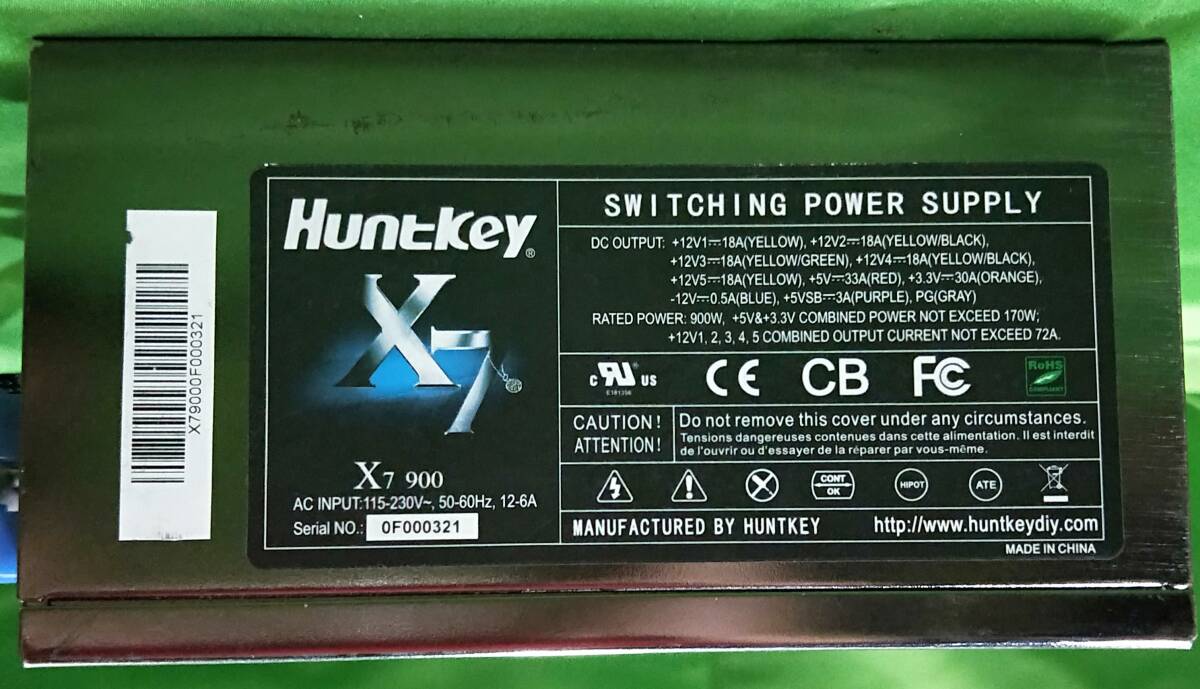 X79000F000321
Huntkey®
X7
X7 900
AC INPUT:115-230V~, 50-60Hz, 12-6A
Serial NO.: 0F000321
SWITCHING POWER SUPPLY
DC OUTPUT: +12V1⎓18A(YELLOW), +12V2⎓18A(YELLOW/BLACK),
+12V3⎓18A(YELLOW/GREEN), +12V4⎓18A(YELLOW/BLACK),
+12V5⎓18A(YELLOW), +5V⎓33A(RED), +3.3V⎓30A(ORANGE),
-12V⎓0.5A(BLUE), +5VSB⎓3A(PURPLE), PG(GRAY)
RATED POWER: 900W, +5V&+3.3V COMBINED POWER NOT EXCEED 170W;
+12V1, 2, 3, 4, 5 COMBINED OUTPUT CURRENT NOT EXCEED 72A.
c RU US
E181356
CE CB FC
RoHS
COMPLIANT
CAUTION!
ATTENTION!
Do not remove this cover under any circumstances.
Tensions dangereuses contenues dans cette alimentation. Il est interdit
de l'ouvrir ou d'essayer de la réparer par vous-même.
CONT
OK
HIPOT
ATE
MANUFACTURED BY HUNTKEY http://www.huntkeydiy.com
MADE IN CHINA